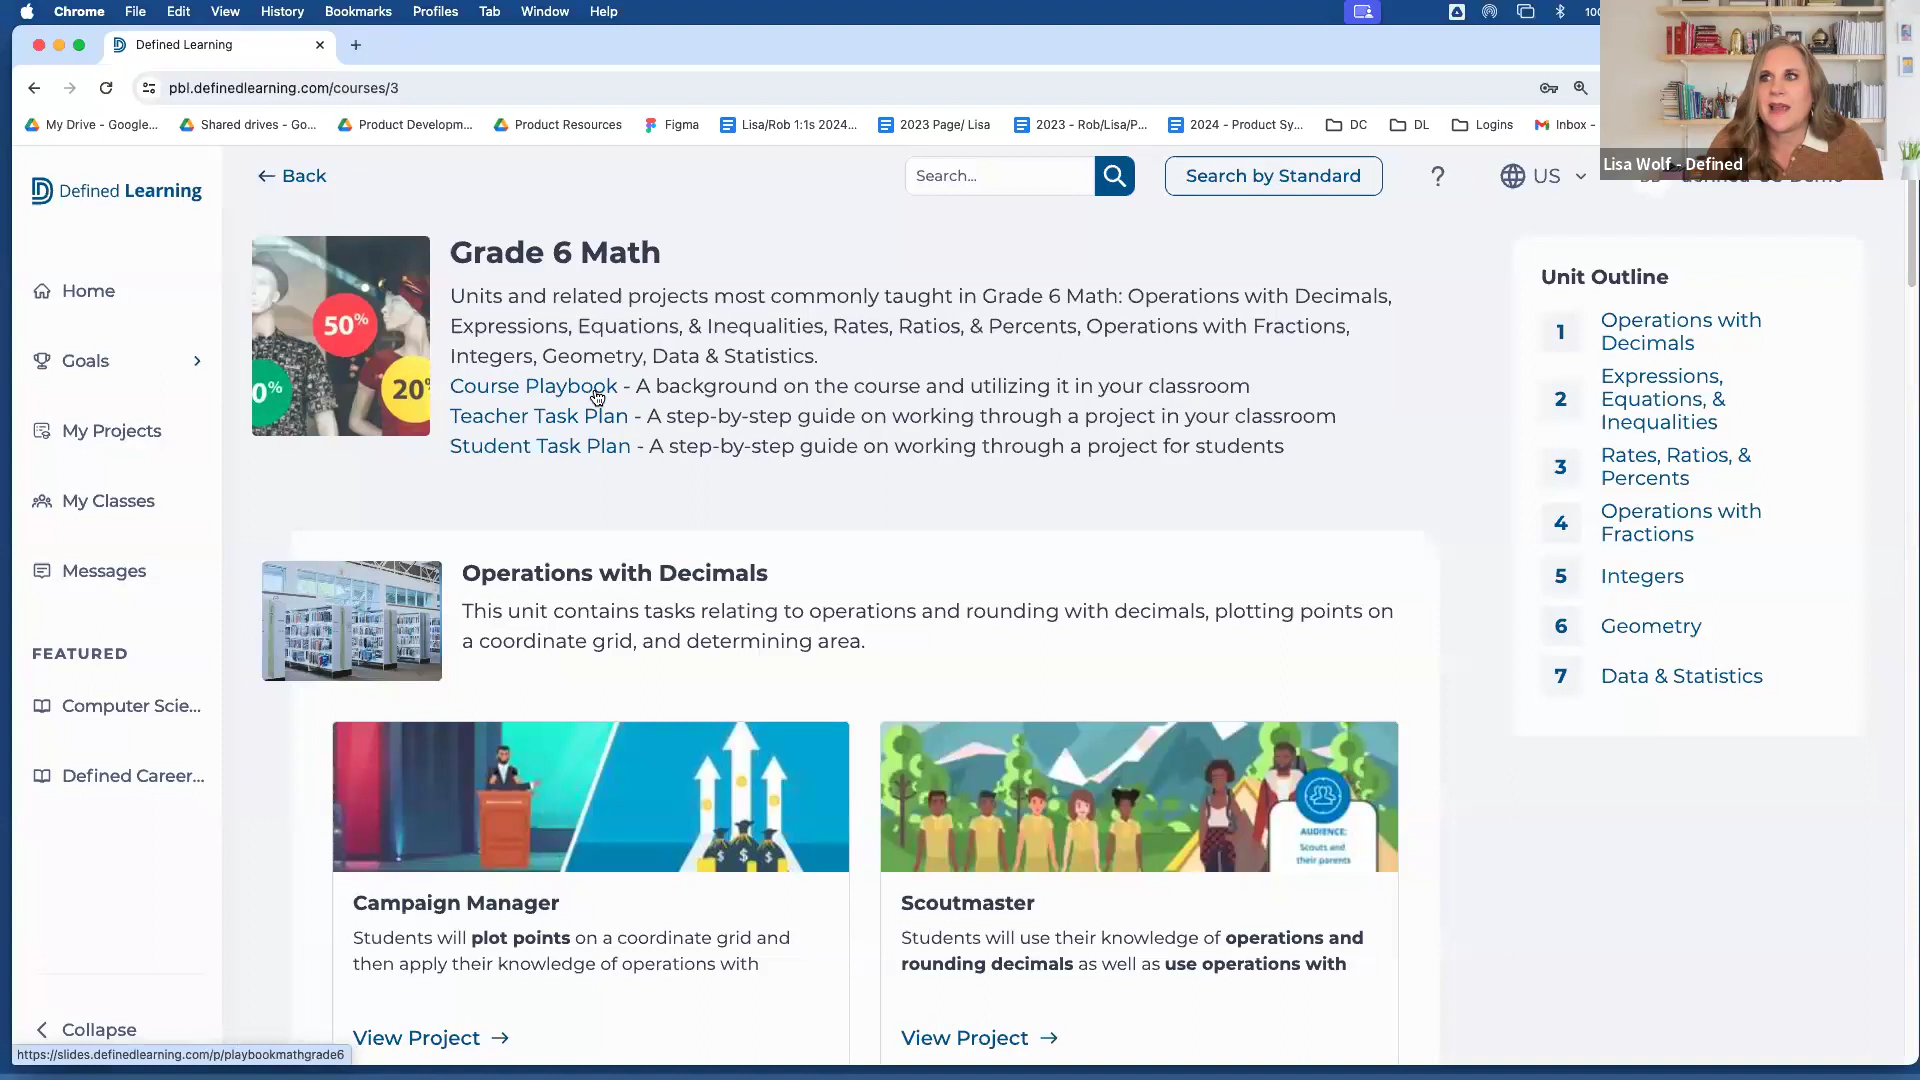 Chrome File Edit View History Bookmarks Profiles Tab Window Help
Defined Learning
pbl.definedlearning.com/courses/3
My Drive - Google... Shared drives - Go... Product Developm... Product Resources Figma Lisa/Rob 1:1s 2024... 2023 Page/ Lisa 2023 - Rob/Lisa/P... 2024 - Product Sy... DC DL Logins Inbox -
Lisa Wolf - Defined
Defined Learning
Back
Search...
Search by Standard
?
US
Home
Goals
My Projects
My Classes
Messages
FEATURED
Computer Scie...
Defined Career...
Collapse
50%
0%
20%
Grade 6 Math
Units and related projects most commonly taught in Grade 6 Math: Operations with Decimals,
Expressions, Equations, & Inequalities, Rates, Ratios, & Percents, Operations with Fractions,
Integers, Geometry, Data & Statistics.
Course Playbook - A background on the course and utilizing it in your classroom
Teacher Task Plan - A step-by-step guide on working through a project in your classroom
Student Task Plan - A step-by-step guide on working through a project for students
Unit Outline
1 Operations with
Decimals
2 Expressions,
Equations, &
Inequalities
3 Rates, Ratios, &
Percents
4 Operations with
Fractions
5 Integers
6 Geometry
7 Data & Statistics
Operations with Decimals
This unit contains tasks relating to operations and rounding with decimals, plotting points on
a coordinate grid, and determining area.
$ $ $
Campaign Manager
Students will plot points on a coordinate grid and
then apply their knowledge of operations with
View Project
AUDIENCE:
Scouts and
their parents
Scoutmaster
Students will use their knowledge of operations and
rounding decimals as well as use operations with
View Project
https://slides.definedlearning.com/p/playbookmathgrade6